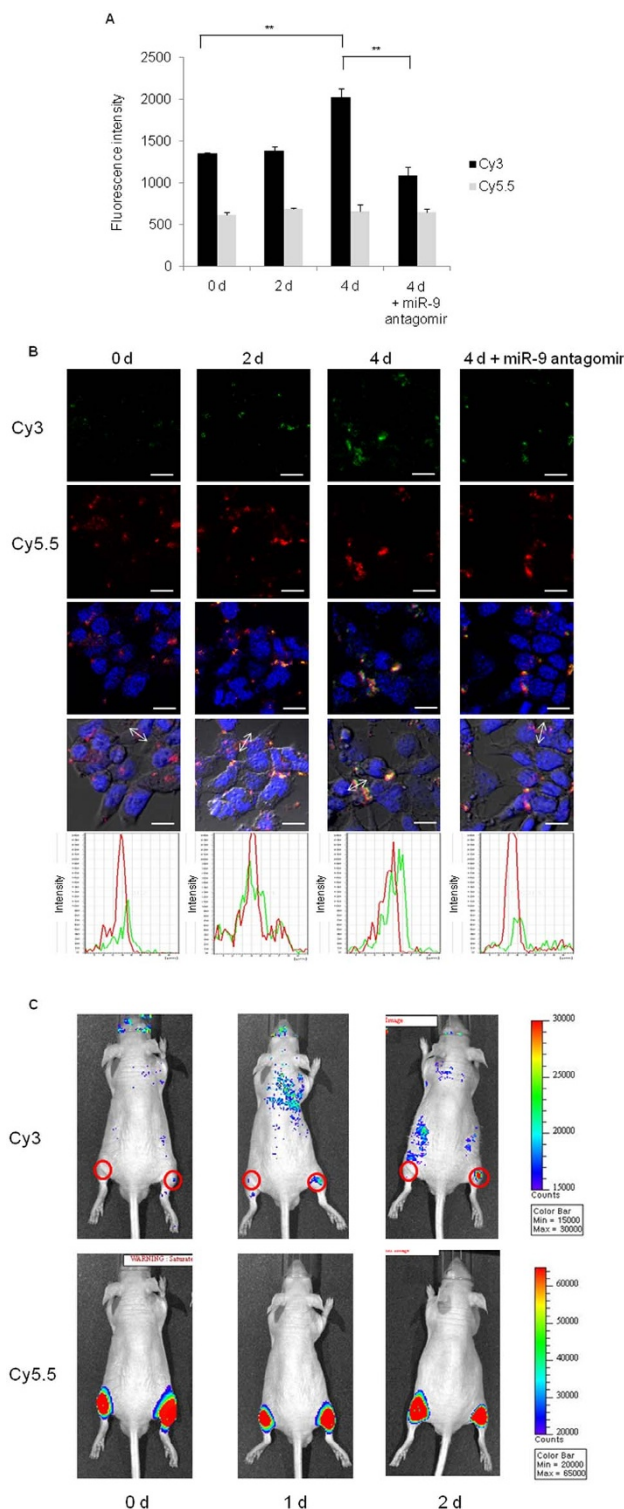 A
**
**
2500
2000
1500
1000
500
0
Fluorescence intensity
Cy3
Cy5.5
0 d
2 d
4 d
4 d
+ miR-9
antagomir
B
0 d
2 d
4 d
4 d + miR-9 antagomir
Cy3
Cy5.5
Intensity
Intensity
Intensity
Intensity
C
Cy3
Image
30000
25000
20000
15000
Counts
Color Bar
Min = 15000
Max = 30000
Cy5.5
WARNING : Saturate
Image
60000
50000
40000
30000
20000
Counts
Color Bar
Min = 20000
Max = 65000
0 d
1 d
2 d